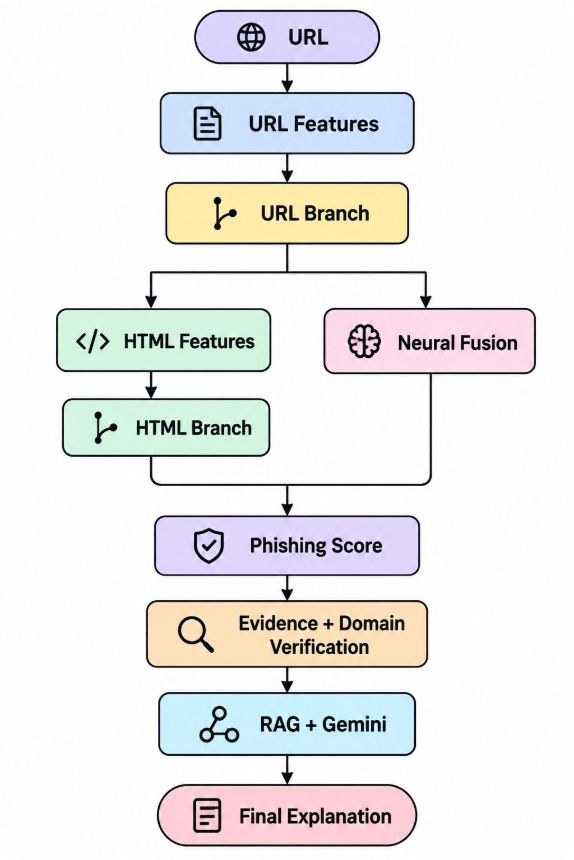 URL
URL Features
URL Branch
</> HTML Features
Neural Fusion
HTML Branch
Phishing Score
Evidence + Domain
Verification
RAG + Gemini
Final Explanation